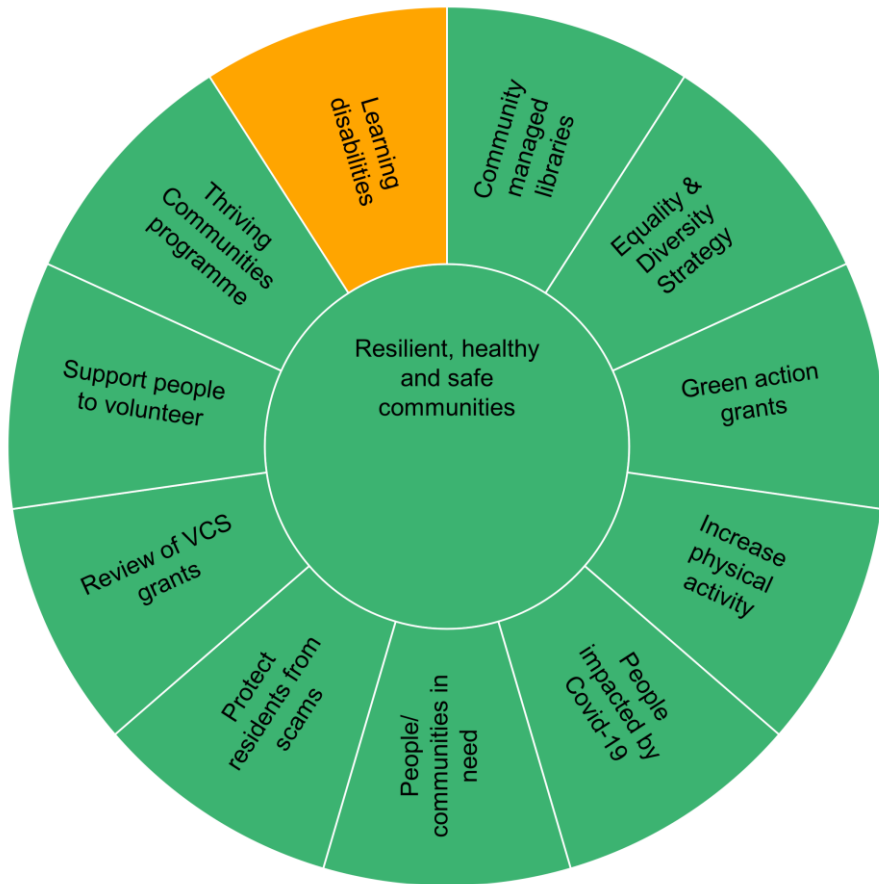 Resilient, healthy
and safe
communities
Community
managed
libraries
Equality &
Diversity
Strategy
Green action
grants
Increase
physical
activity
People
impacted by
Covid-19
People/
communities in
need
Protect
residents from
scams
Review of VCS
grants
Support people
to volunteer
Thriving
Communities
programme
Learning
disabilities